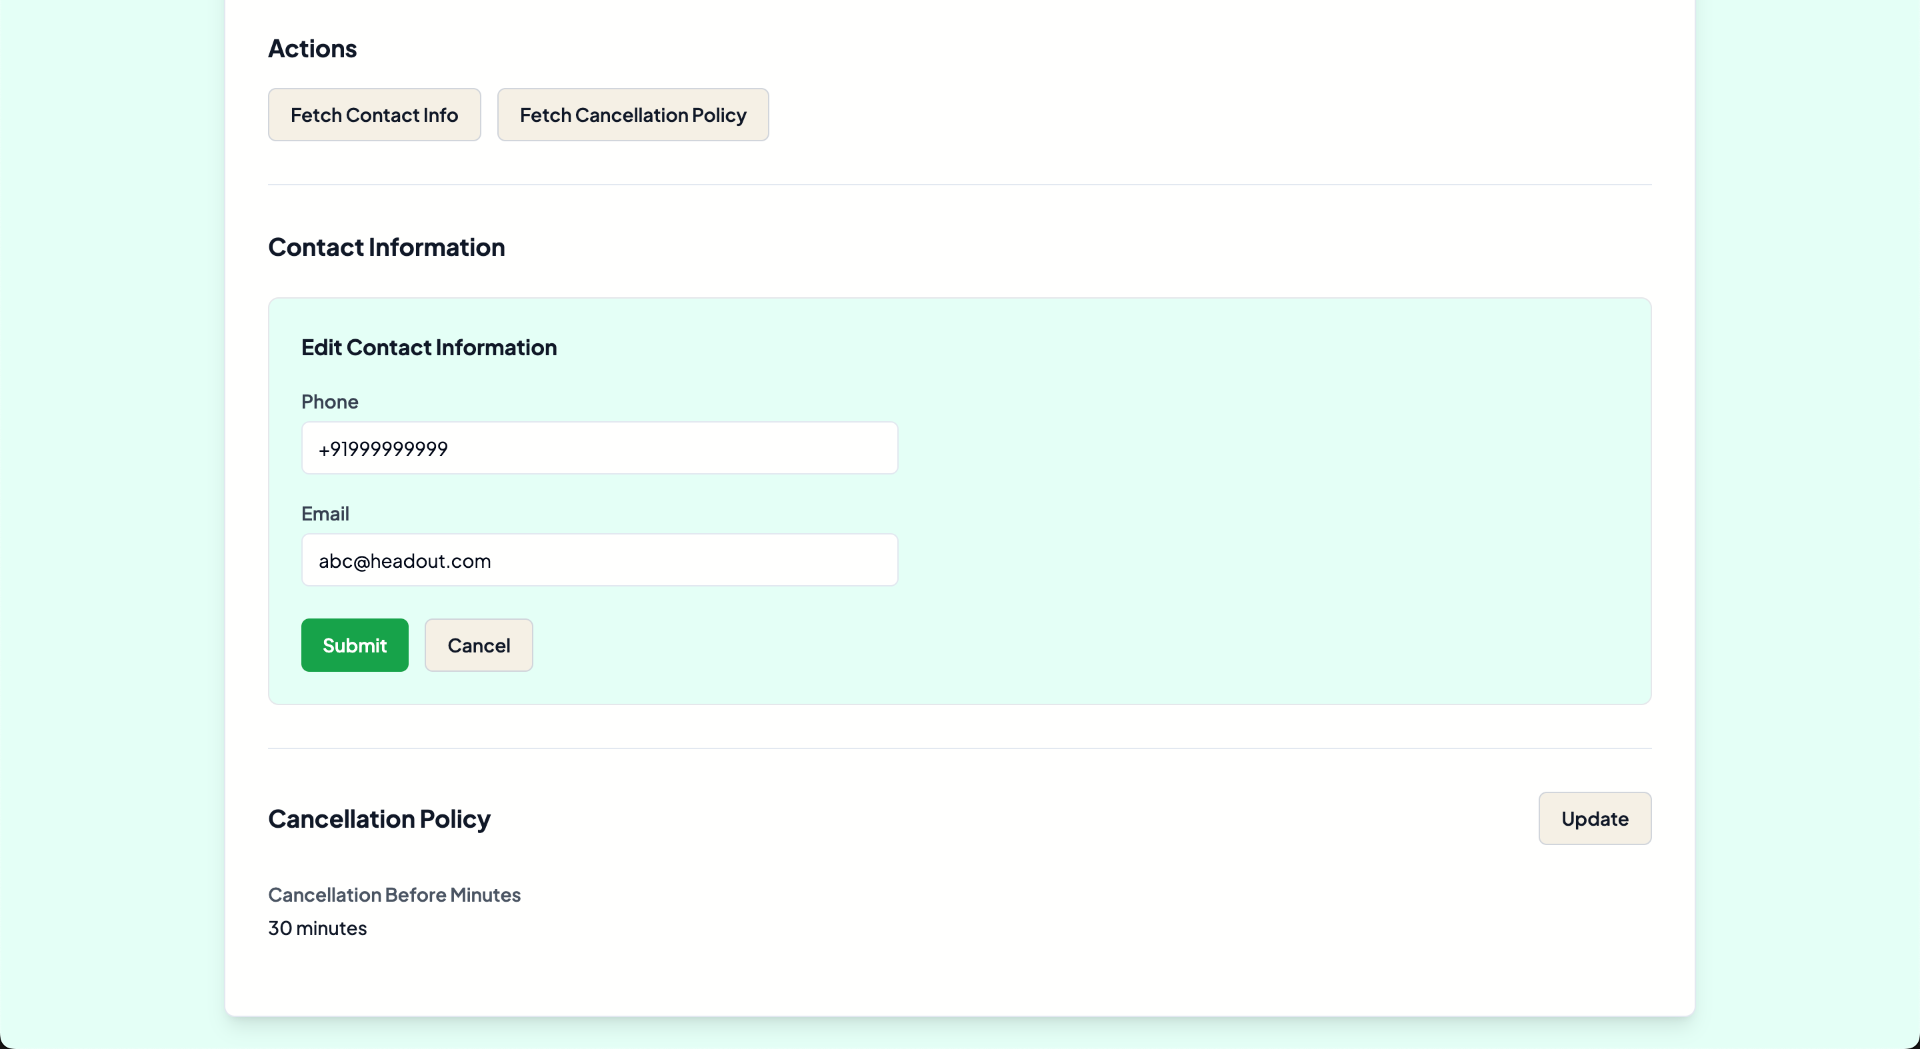 Actions
Fetch Contact Info
Fetch Cancellation Policy
Contact Information
Edit Contact Information
Phone
+91999999999
Email
abc@headout.com
Submit
Cancel
Cancellation Policy
Update
Cancellation Before Minutes
30 minutes